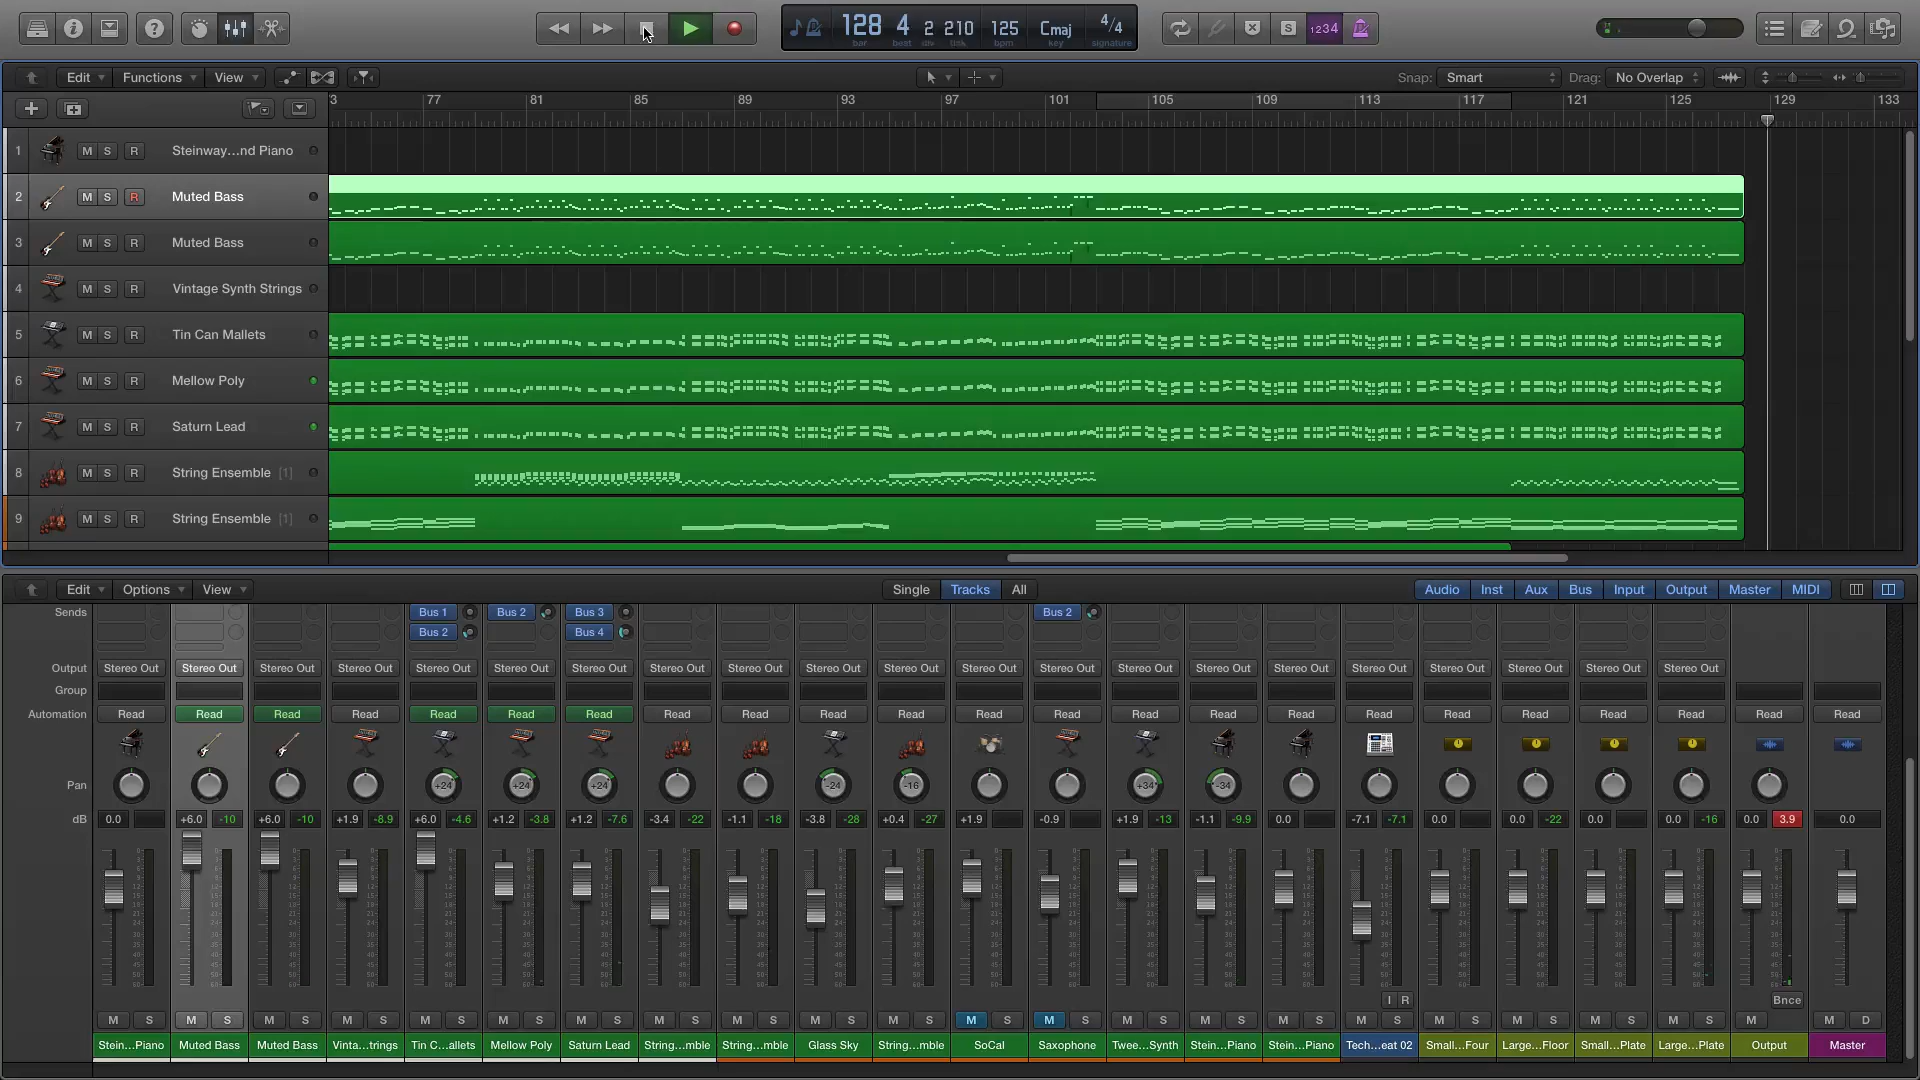 128 4 2 210 125 Cmaj 4/4
bar beat div tick bpm key signature
S 1234
Edit Functions View Snap: Smart Drag: No Overlap
3 77 81 85 89 93 97 101 105 109 113 117 121 125 129 133
1 M S R Steinway...nd Piano
2 M S R Muted Bass
3 M S R Muted Bass
4 M S R Vintage Synth Strings
5 M S R Tin Can Mallets
6 M S R Mellow Poly
7 M S R Saturn Lead
8 M S R String Ensemble [1]
9 M S R String Ensemble [1]
Edit Options View Single Tracks All Audio Inst Aux Bus Input Output Master MIDI
Sends Bus 1 Bus 2 Bus 3 Bus 2
Bus 2 Bus 4
Output Stereo Out Stereo Out Stereo Out Stereo Out Stereo Out Stereo Out Stereo Out Stereo Out Stereo Out Stereo Out Stereo Out Stereo Out Stereo Out Stereo Out Stereo Out Stereo Out Stereo Out Stereo Out Stereo Out Stereo Out Stereo Out
Group
Automation Read Read Read Read Read Read Read Read Read Read Read Read Read Read Read Read Read Read Read Read Read Read Read
Pan +24 +24 +24 -24 -16 +34 -34
dB 0.0 +6.0 -10 +6.0 -10 +1.9 -8.9 +6.0 -4.6 +1.2 -3.8 +1.2 -7.6 -3.4 -22 -1.1 -18 -3.8 -28 +0.4 -27 +1.9 -0.9 +1.9 -13 -1.1 -9.9 0.0 -7.1 -7.1 0.0 0.0 -22 0.0 0.0 -16 0.0 3.9 0.0
I R Bnce
M S M S M S M S M S M S M S M S M S M S M S M S M S M S M S M S M S M S M S M S M S M M D
Stein...Piano Muted Bass Muted Bass Vinta...trings Tin C...allets Mellow Poly Saturn Lead String...mble String...mble Glass Sky String...mble SoCal Saxophone Twee...Synth Stein...Piano Stein...Piano Tech...eat 02 Small...Four Large...Floor Small...Plate Large...Plate Output Master